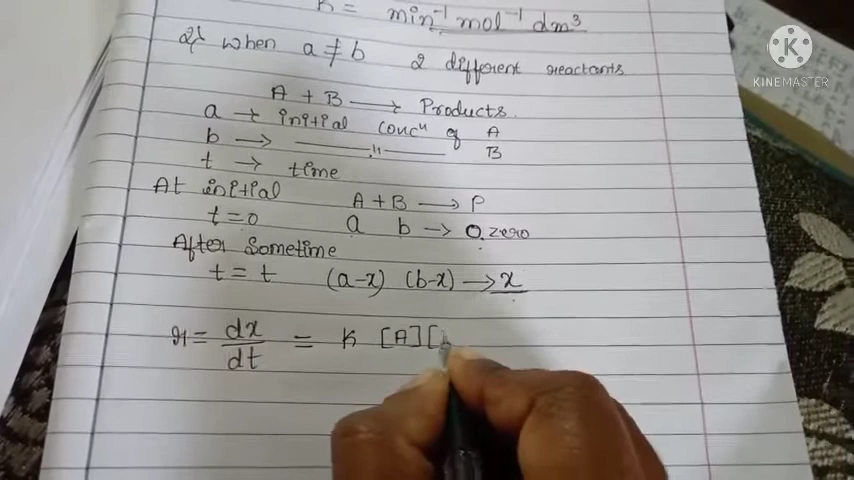 K = min⁻¹ mol⁻¹ dm³
2) when a ≠ b 2 different reactants
A + B ⟶ Products.
a → initial concⁿ of A
b → ——〃—— B
t → time
At initial A + B ⟶ P
t = 0 a b → 0 zero
After Sometime
t = t (a-x) (b-x) → x
r = dx/dt = K [A][
KINEMASTER